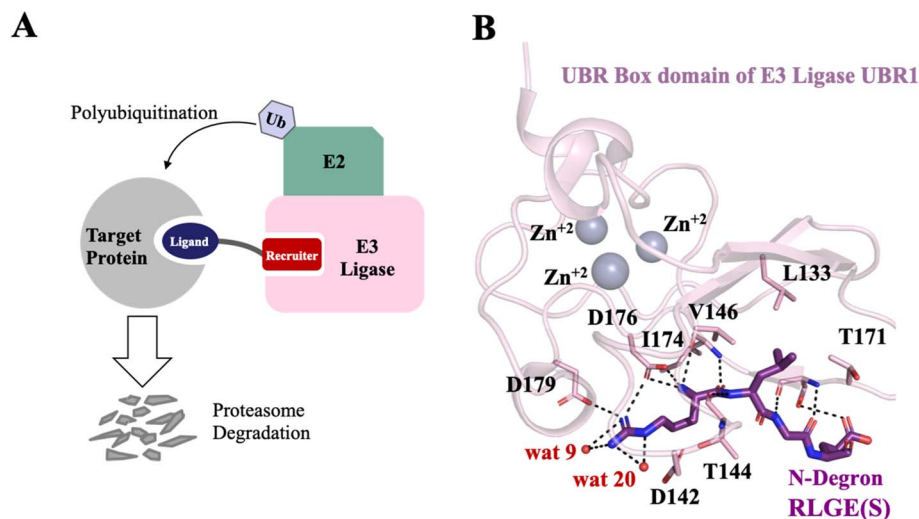 A
Polyubiquitination
Ub
E2
Target
Protein
Ligand
Recruiter
E3
Ligase
Proteasome
Degradation
B
UBR Box domain of E3 Ligase UBR1
Zn+2
Zn+2
Zn+2
L133
D176
V146
I174
T171
D179
wat 9
wat 20
T144
D142
N-Degron
RLGE(S)